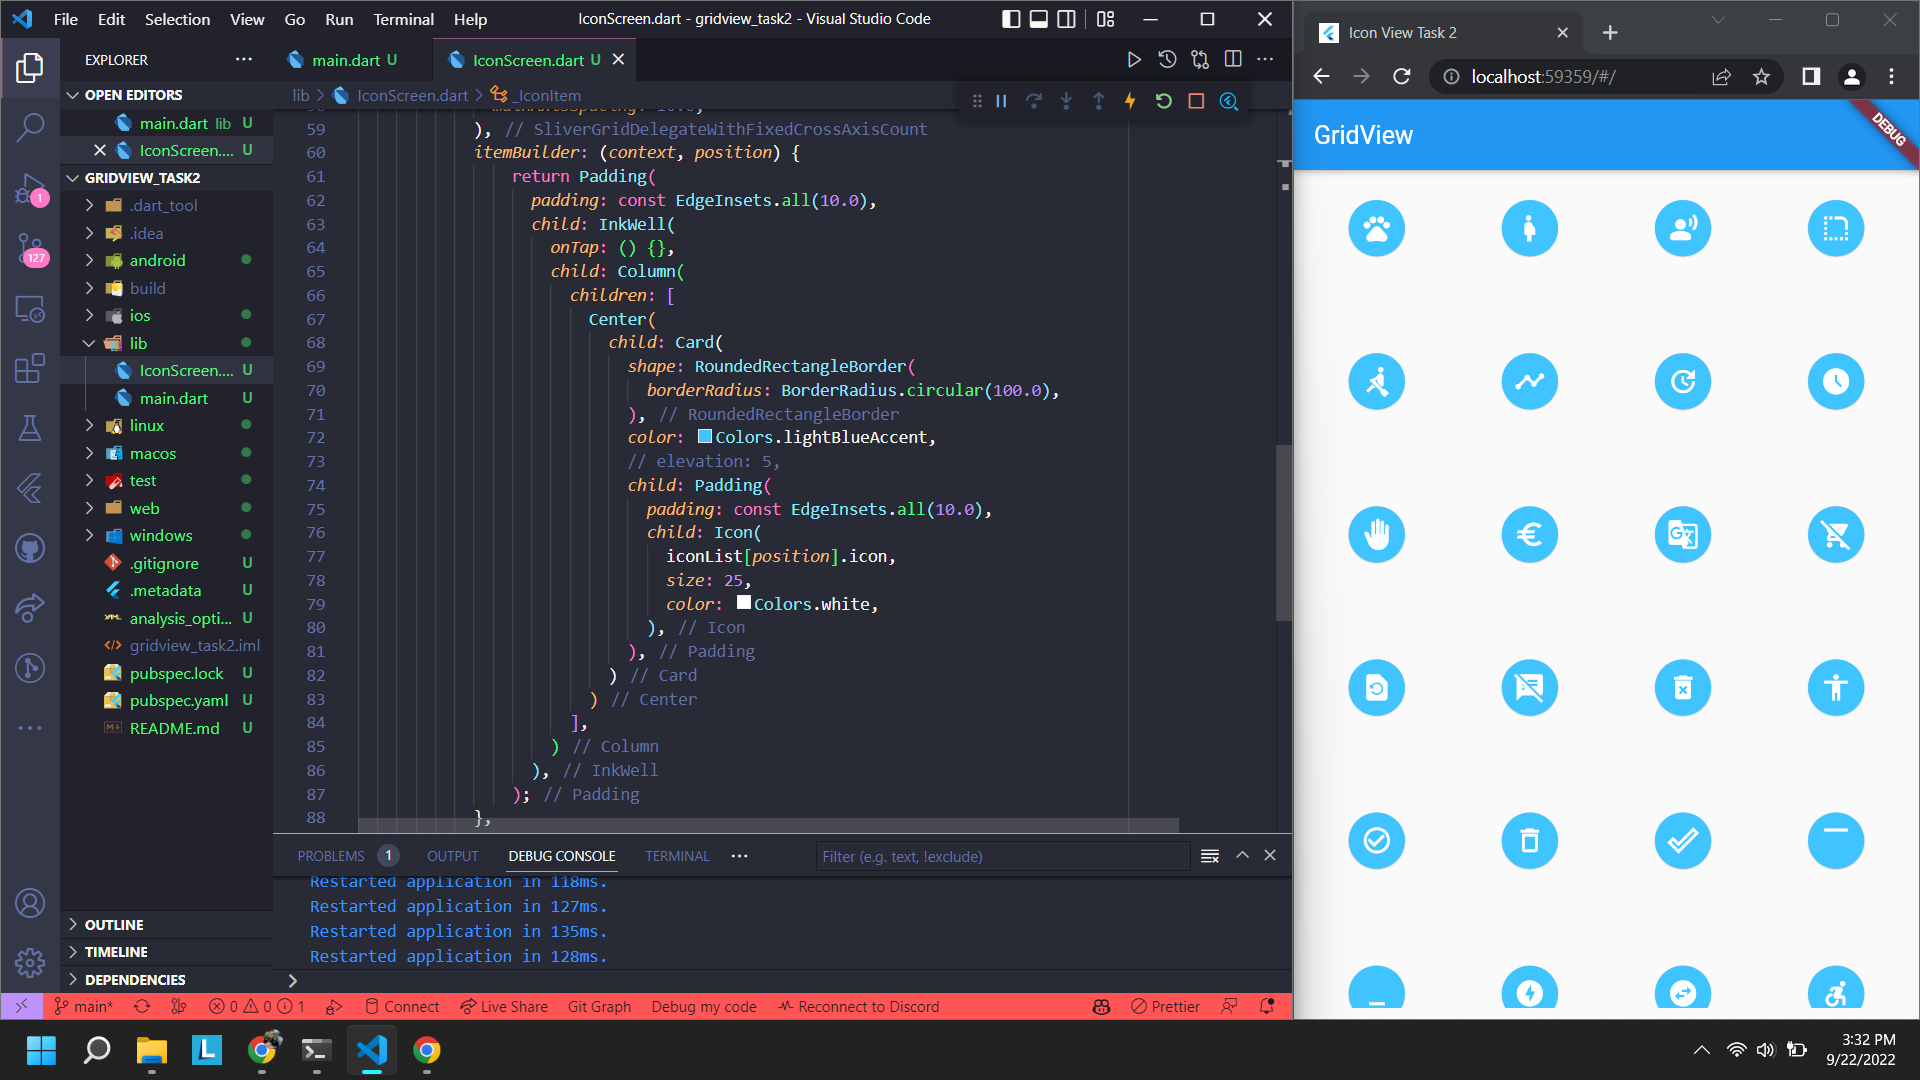 File Edit Selection View Go Run Terminal Help
IconScreen.dart - gridview_task2 - Visual Studio Code
EXPLORER
main.dart U
IconScreen.dart U
lib > IconScreen.dart > _IconItem
OPEN EDITORS
main.dart lib U
IconScreen.... U
GRIDVIEW_TASK2
.dart_tool
.idea
android
build
ios
lib
IconScreen.... U
main.dart U
linux
macos
test
web
windows
.gitignore U
.metadata U
analysis_opti... U
gridview_task2.iml
pubspec.lock U
pubspec.yaml U
README.md U
OUTLINE
TIMELINE
DEPENDENCIES
1
127
59 ), // SliverGridDelegateWithFixedCrossAxisCount
60 itemBuilder: (context, position) {
61 return Padding(
62 padding: const EdgeInsets.all(10.0),
63 child: InkWell(
64 onTap: () {},
65 child: Column(
66 children: [
67 Center(
68 child: Card(
69 shape: RoundedRectangleBorder(
70 borderRadius: BorderRadius.circular(100.0),
71 ), // RoundedRectangleBorder
72 color: Colors.lightBlueAccent,
73 // elevation: 5,
74 child: Padding(
75 padding: const EdgeInsets.all(10.0),
76 child: Icon(
77 iconList[position].icon,
78 size: 25,
79 color: Colors.white,
80 ), // Icon
81 ), // Padding
82 ) // Card
83 ) // Center
84 ],
85 ) // Column
86 ), // InkWell
87 ); // Padding
88 },
PROBLEMS 1 OUTPUT DEBUG CONSOLE TERMINAL
Filter (e.g. text, !exclude)
Restarted application in 118ms.
Restarted application in 127ms.
Restarted application in 135ms.
Restarted application in 128ms.
main* 0 0 1 Connect Live Share Git Graph Debug my code Reconnect to Discord Prettier
Icon View Task 2
localhost:59359/#/
GridView
DEBUG
3:32 PM
9/22/2022